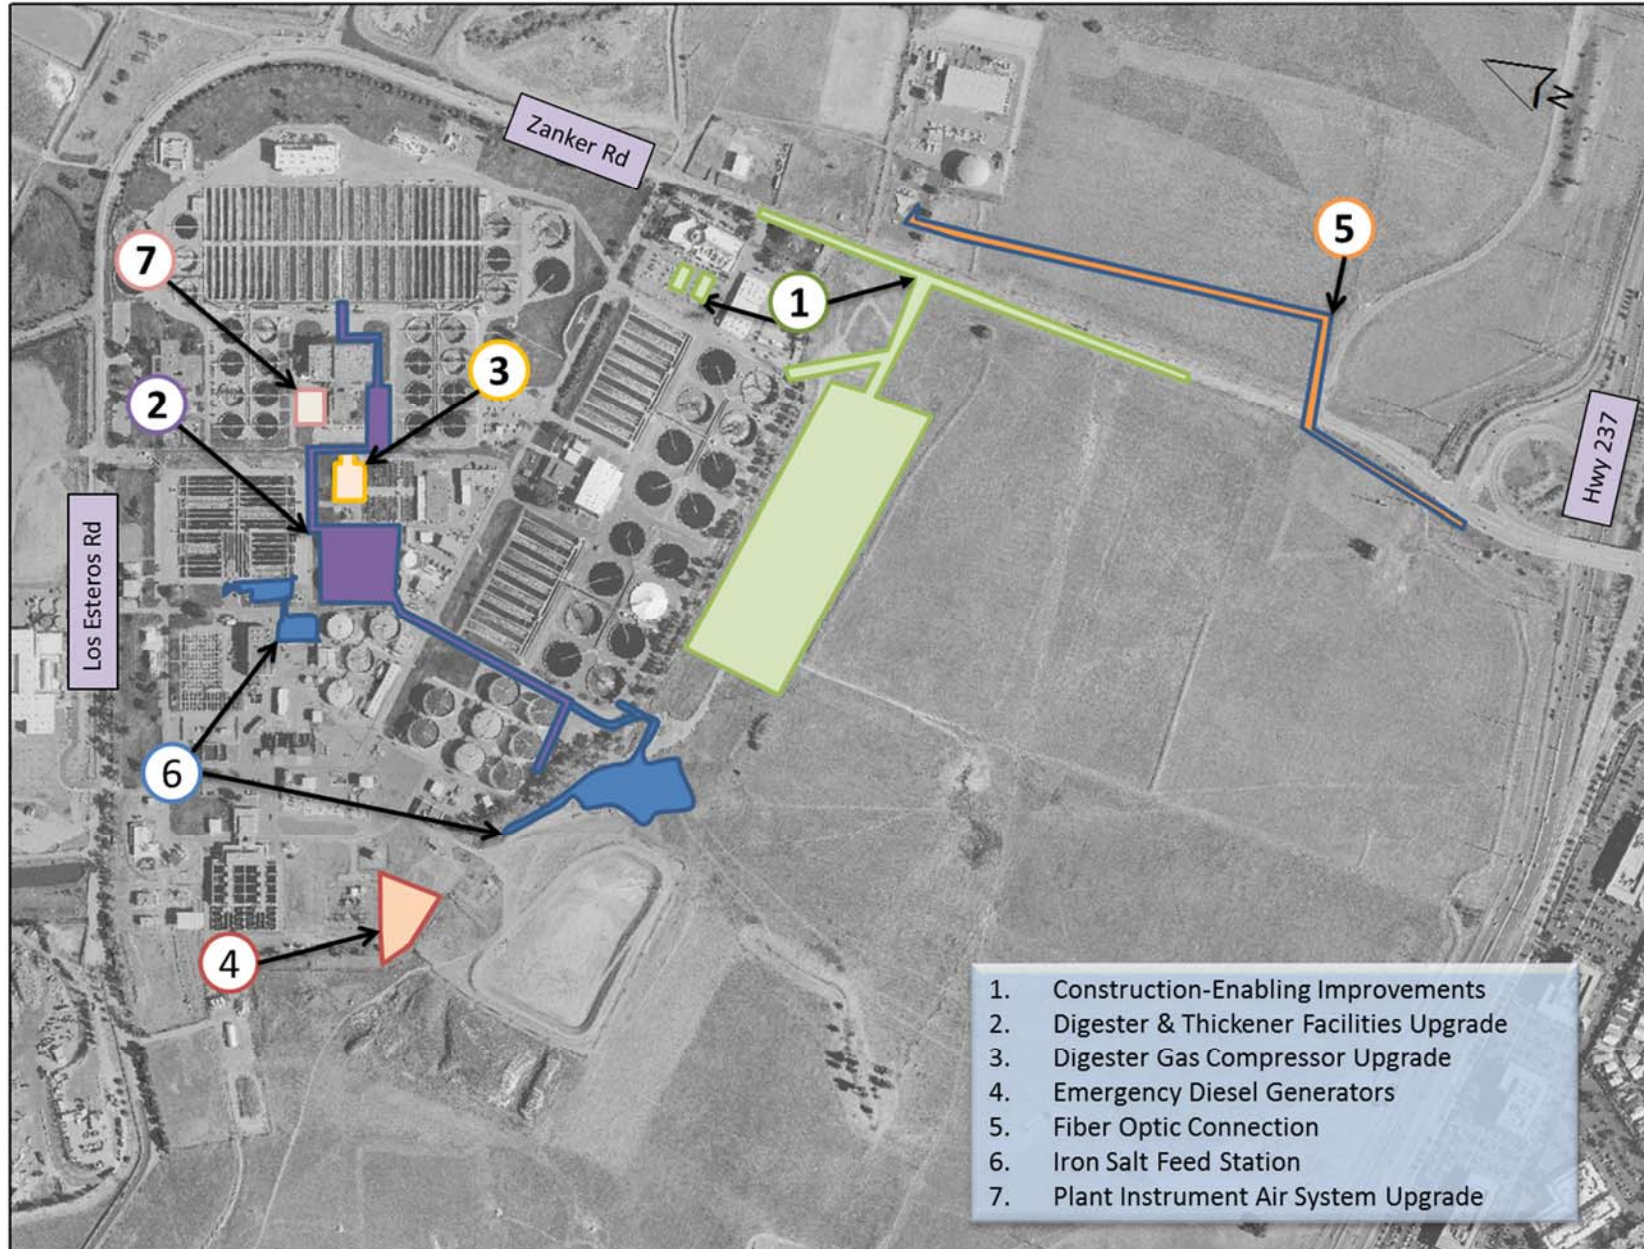 Zanker Rd
N
5
7
1
3
2
Hwy 237
Los Esteros Rd
6
4
1. Construction-Enabling Improvements
2. Digester & Thickener Facilities Upgrade
3. Digester Gas Compressor Upgrade
4. Emergency Diesel Generators
5. Fiber Optic Connection
6. Iron Salt Feed Station
7. Plant Instrument Air System Upgrade